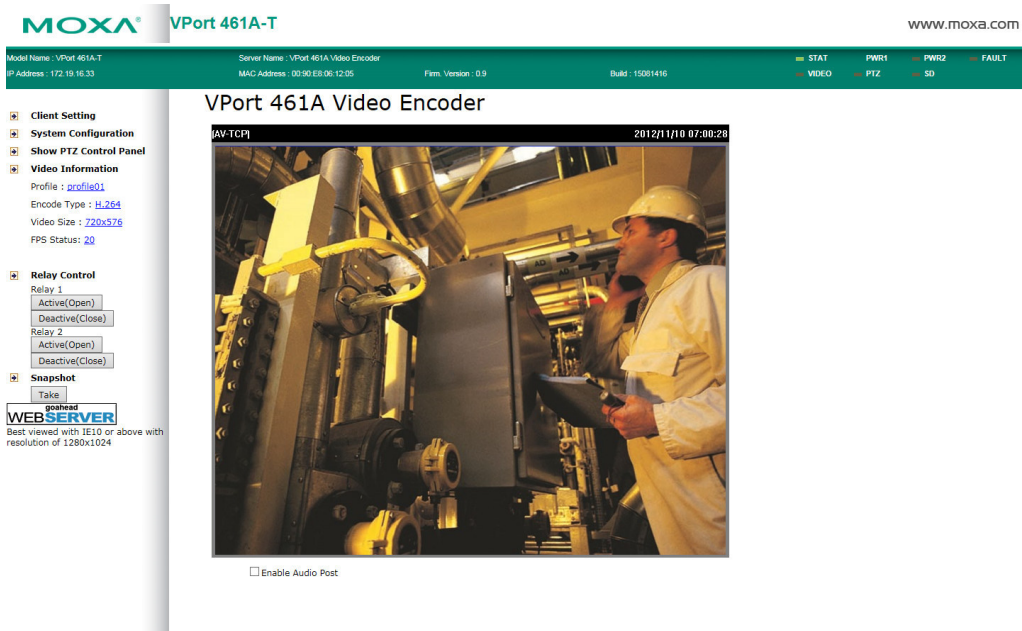 MOXA®
VPort 461A-T
www.moxa.com
Model Name : VPort 461A-T
Server Name : VPort 461A Video Encoder
STAT
PWR1
PWR2
FAULT
IP Address : 172.19.16.33
MAC Address : 00:90:E8:06:12:05
Firm. Version : 0.9
Build : 15081416
VIDEO
PTZ
SD
Client Setting
System Configuration
Show PTZ Control Panel
Video Information
Profile : profile01
Encode Type : H.264
Video Size : 720x576
FPS Status: 20
Relay Control
Relay 1
Active(Open)
Deactive(Close)
Relay 2
Active(Open)
Deactive(Close)
Snapshot
Take
goahead
WEBSERVER
Best viewed with IE10 or above with
resolution of 1280x1024
VPort 461A Video Encoder
(AV-TCP)
2012/11/10 07:00:28
AD
AD
Enable Audio Post